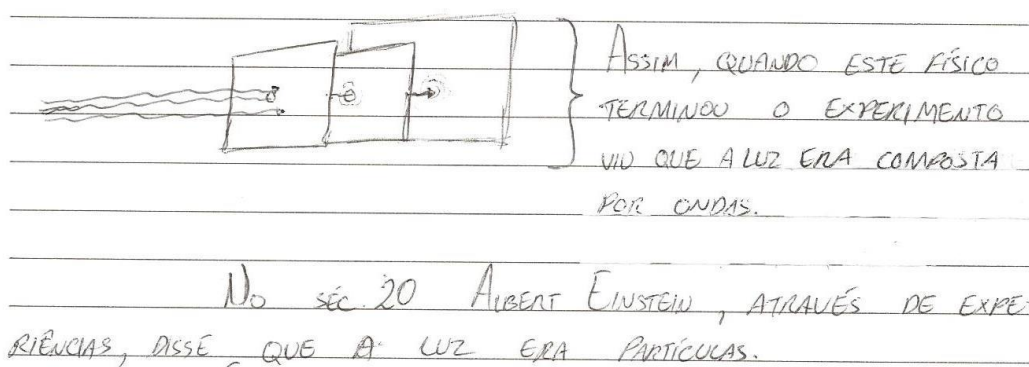 ASSIM, QUANDO ESTE FÍSICO
TERMINOU O EXPERIMENTO
VIU QUE A LUZ ERA COMPOSTA
POR ONDAS.
NO SÉC. 20 ALBERT EINSTEIN, ATRAVÉS DE EXPE-
RIÊNCIAS, DISSE QUE A LUZ ERA PARTÍCULAS.